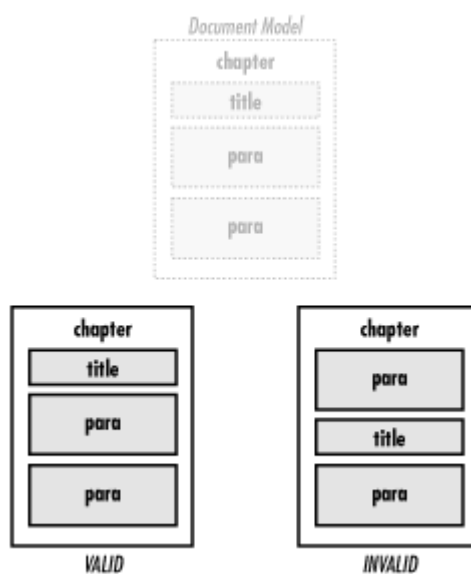 Document Model
chapter
title
para
para
chapter
title
para
para
VALID
chapter
para
title
para
INVALID